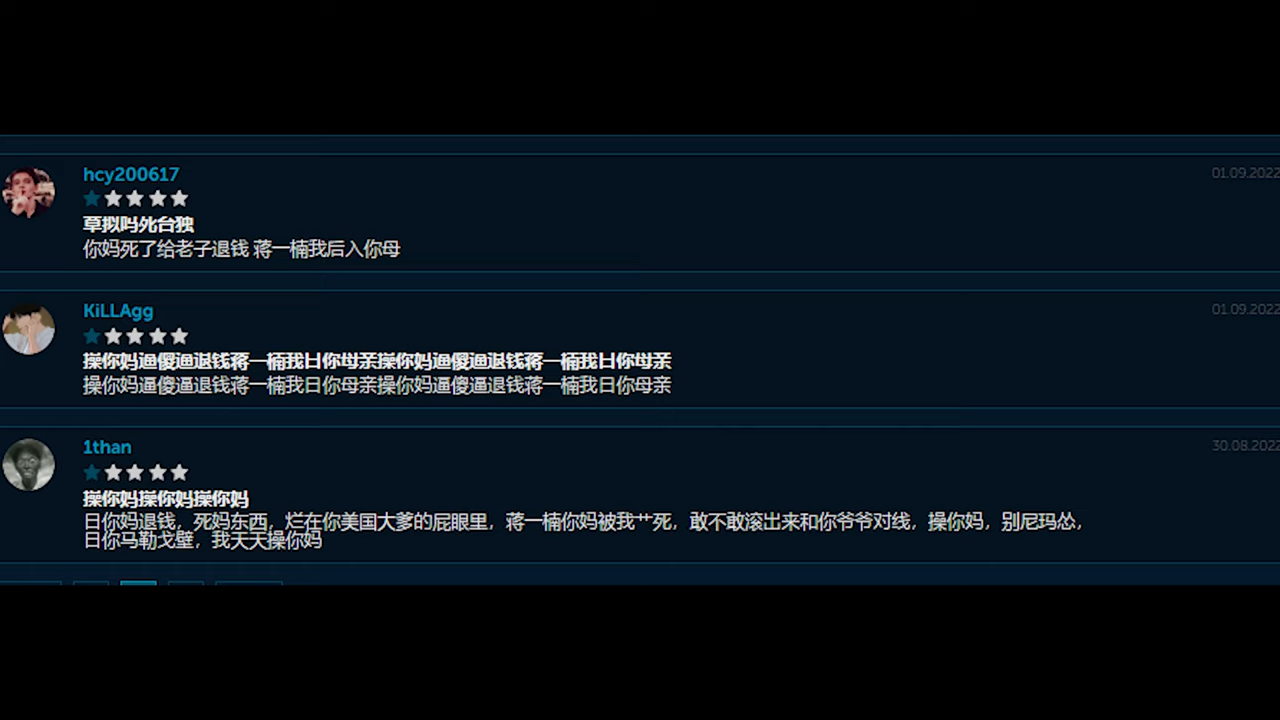 hcy200617
01.09.2022
草拟吗死台独
你妈死了给老子退钱 蒋一楠我后入你母
KiLLAgg
01.09.2022
操你妈逼傻逼退钱蒋一楠我日你母亲操你妈逼傻逼退钱蒋一楠我日你母亲
操你妈逼傻逼退钱蒋一楠我日你母亲操你妈逼傻逼退钱蒋一楠我日你母亲
1than
30.08.2022
操你妈操你妈操你妈
日你妈退钱，死妈东西，烂在你美国大爹的屁眼里，蒋一楠你妈被我艹死，敢不敢滚出来和你爷爷对线，操你妈，别尼玛怂，
日你马勒戈壁，我天天操你妈